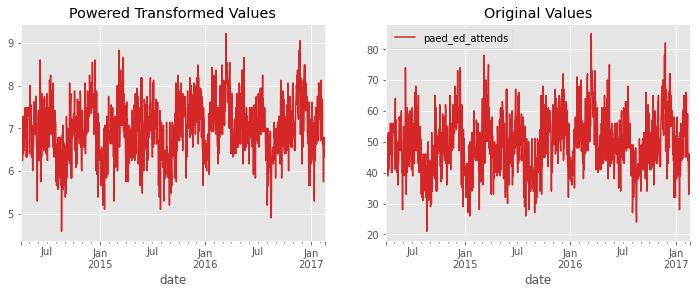 Powered Transformed Values
9
8
7
6
5
Jul
Jan
2015
Jul
Jan
2016
Jul
Jan
2017
date
Original Values
paed_ed_attends
80
70
60
50
40
30
20
Jul
Jan
2015
Jul
Jan
2016
Jul
Jan
2017
date